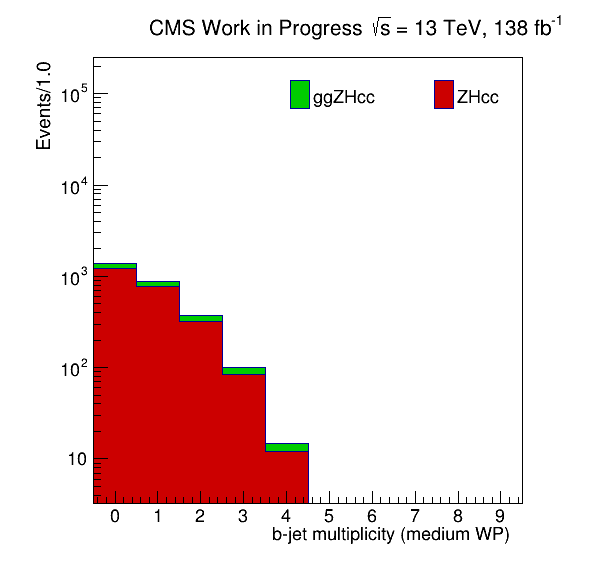 CMS Work in Progress √s = 13 TeV, 138 fb⁻¹
Events/1.0
ggZHcc ZHcc
10⁵
10⁴
10³
10²
10
0 1 2 3 4 5 6 7 8 9
b-jet multiplicity (medium WP)